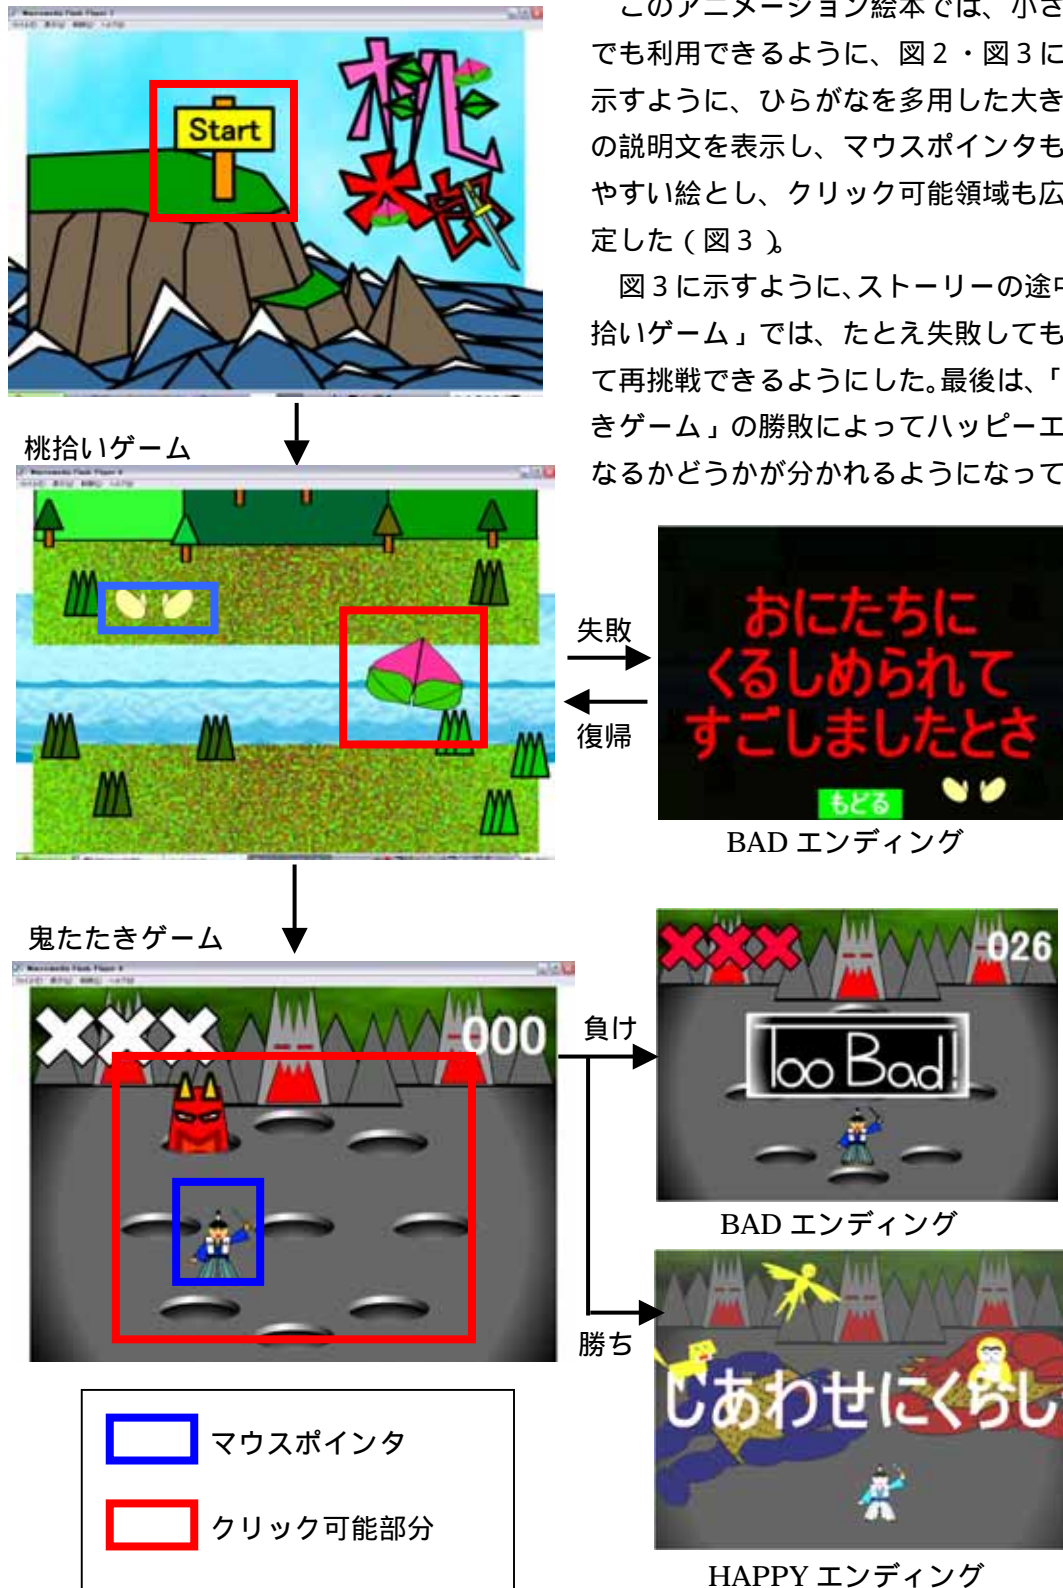 Macromedia Flash Player 7
Start
桃太郎
このアニメーション絵本では、小さ
でも利用できるように、図2・図3に
示すように、ひらがなを多用した大き
の説明文を表示し、マウスポインタも
やすい絵とし、クリック可能領域も広
定した(図3)。
図3に示すように、ストーリーの途中
拾いゲーム」では、たとえ失敗しても
て再挑戦できるようにした。最後は、「
きゲーム」の勝敗によってハッピーエ
なるかどうかが分かれるようになって
桃拾いゲーム
失敗
復帰
おにたちに
くるしめられて
すごしましたとさ
もどる
BAD エンディング
鬼たたきゲーム
000
負け
026
Too Bad!
BAD エンディング
勝ち
しあわせにくらし
HAPPY エンディング
マウスポインタ
クリック可能部分